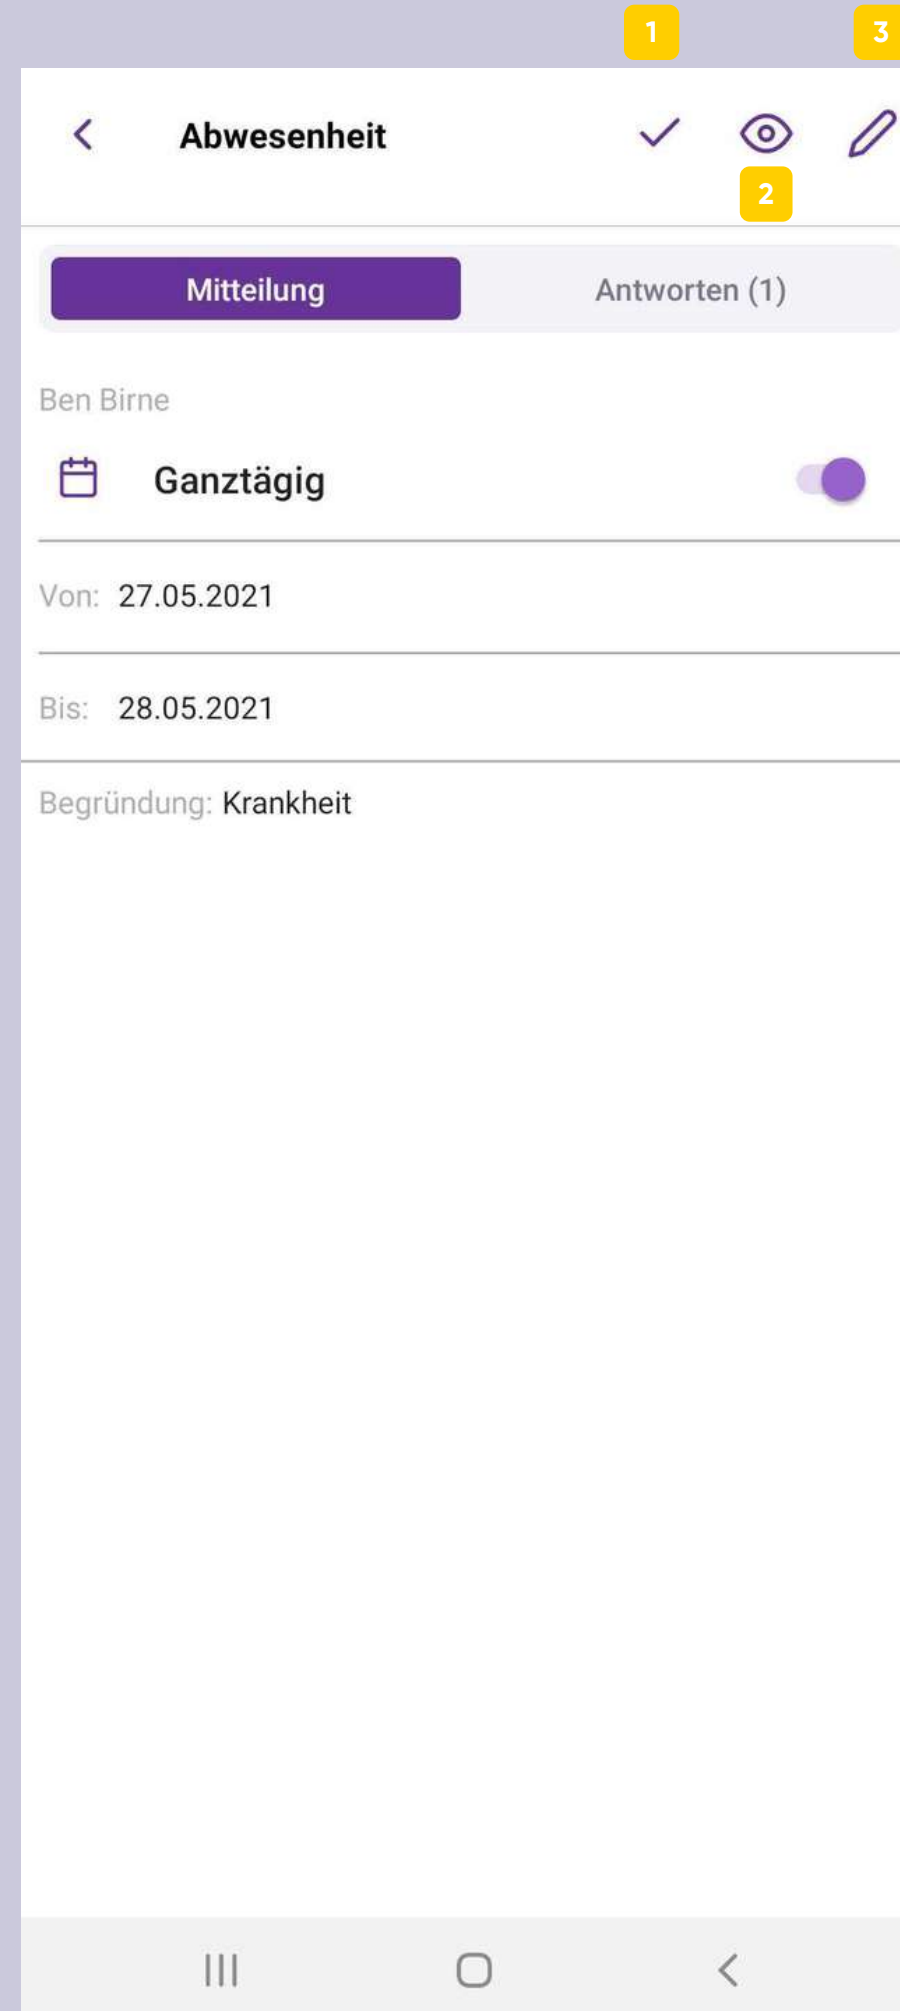 1 3
Abwesenheit
2
Mitteilung Antworten (1)
Ben Birne
Ganztägig
Von: 27.05.2021
Bis: 28.05.2021
Begründung: Krankheit